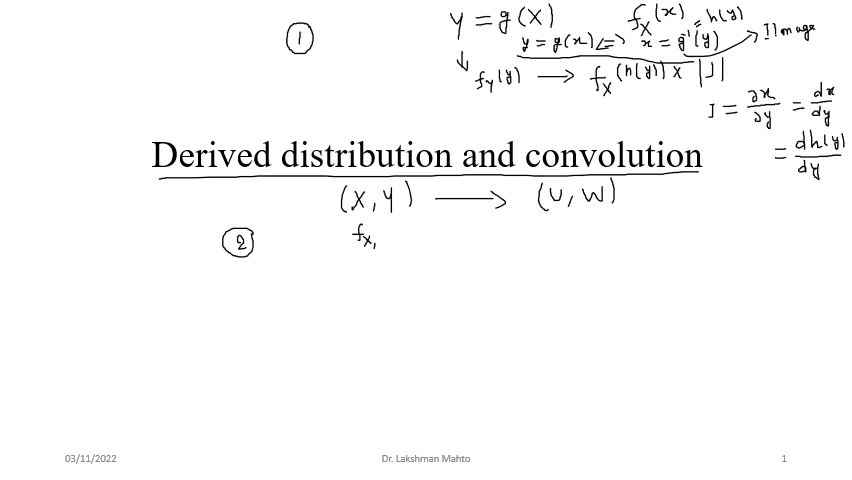 ① Y = g(X) f_X(x)
y = g(x) <=> x = g⁻¹(y) = h(y)
↓ f_Y(y) → f_X(h(y)) x |J|
J = ∂x/∂y = dx/dy
= dh(y)/dy
Derived distribution and convolution
(X, Y) → (U, W)
② f_X,
03/11/2022 Dr. Lakshman Mahto 1